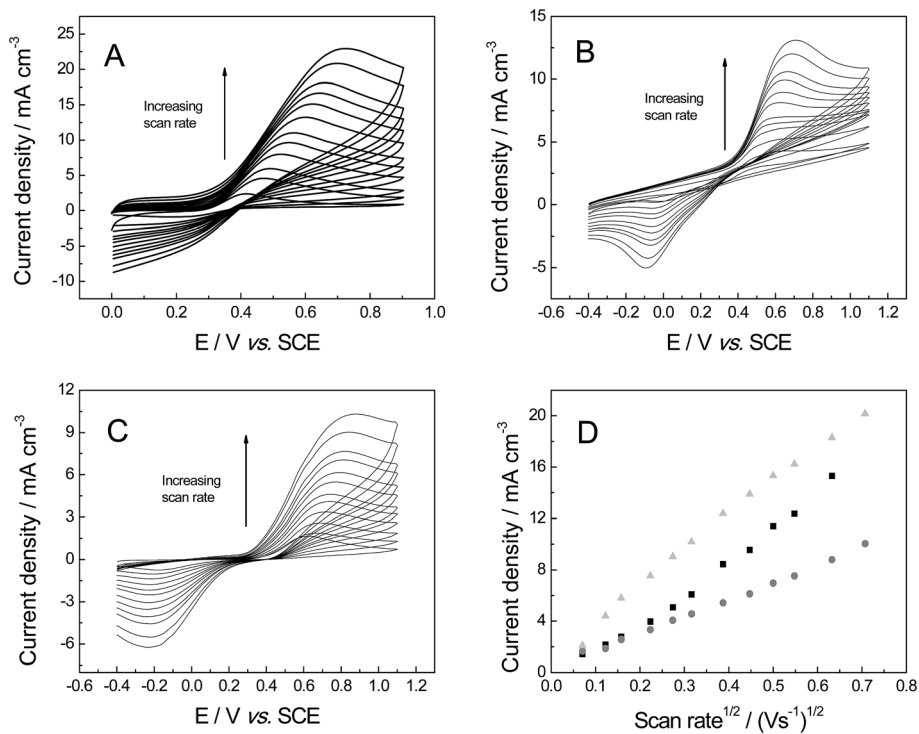 A
Increasing
scan rate
Current density / mA cm⁻³
25
20
15
10
5
0
-5
-10
0.0 0.2 0.4 0.6 0.8 1.0
E / V vs. SCE
B
Increasing
scan rate
Current density / mA cm⁻³
15
10
5
0
-5
-0.6 -0.4 -0.2 0.0 0.2 0.4 0.6 0.8 1.0 1.2
E / V vs. SCE
C
Increasing
scan rate
Current density / mA cm⁻³
12
9
6
3
0
-3
-6
-0.6 -0.4 -0.2 0.0 0.2 0.4 0.6 0.8 1.0 1.2
E / V vs. SCE
D
Current density / mA cm⁻³
20
16
12
8
4
0
0.0 0.1 0.2 0.3 0.4 0.5 0.6 0.7 0.8
Scan rate¹ᐟ² / (Vs⁻¹)¹ᐟ²